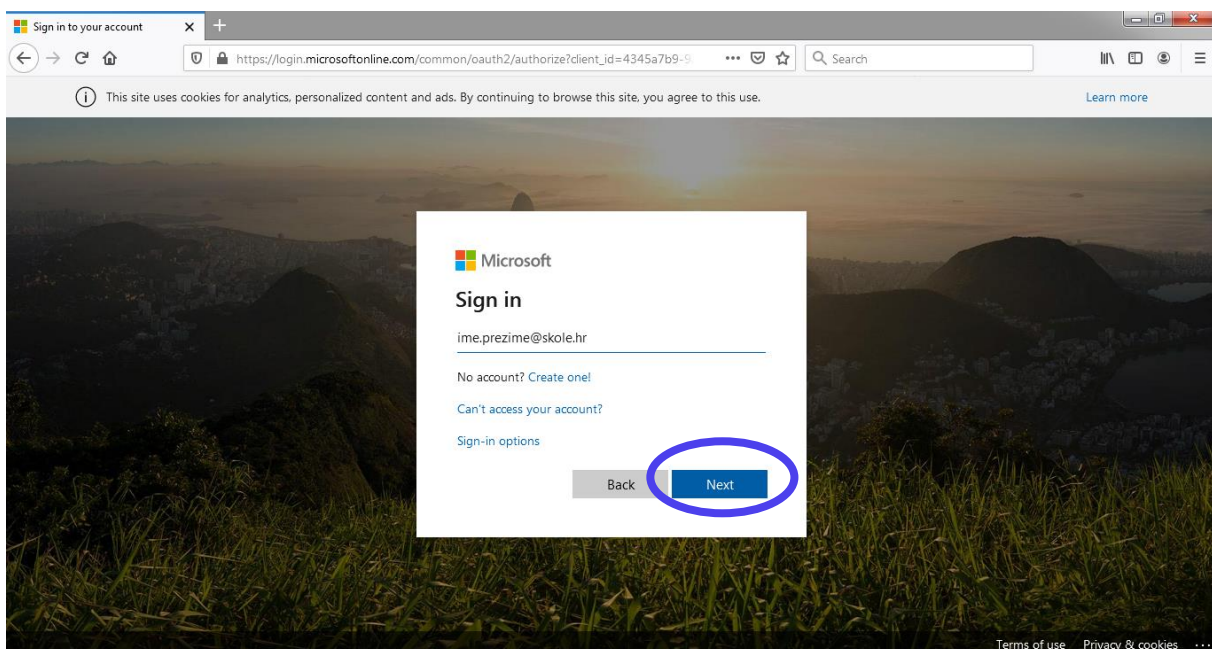 Sign in to your account
https://login.microsoftonline.com/common/oauth2/authorize?client_id=4345a7b9-9
Search
This site uses cookies for analytics, personalized content and ads. By continuing to browse this site, you agree to this use.
Learn more
Microsoft
Sign in
ime.prezime@skole.hr
No account? Create one!
Can't access your account?
Sign-in options
Back
Next
Terms of use
Privacy & cookies